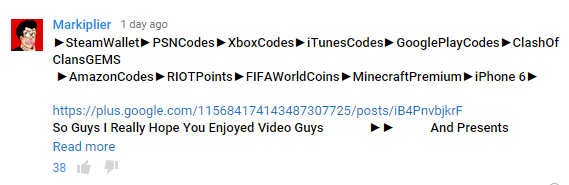 Markiplier 1 day ago
►SteamWallet►PSNCodes►XboxCodes►iTunesCodes►GooglePlayCodes►ClashOf
ClansGEMS
►AmazonCodes►RIOTPoints►FIFAWorldCoins►MinecraftPremium►iPhone 6►
https://plus.google.com/115684174143487307725/posts/iB4PnvbjkrF
So Guys I Really Hope You Enjoyed Video Guys ►► And Presents
Read more
38